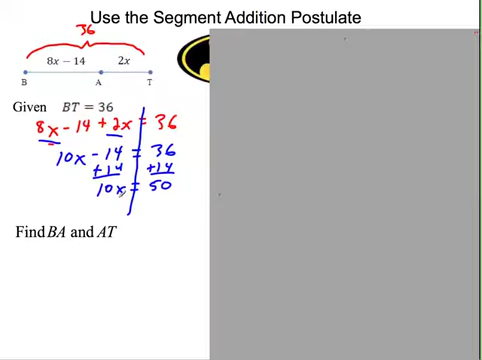 Use the Segment Addition Postulate
36
8x − 14 2x
B A T
Given BT = 36
8x - 14 + 2x = 36
10x - 14 = 36
+14 +14
10x = 50
Find BA and AT